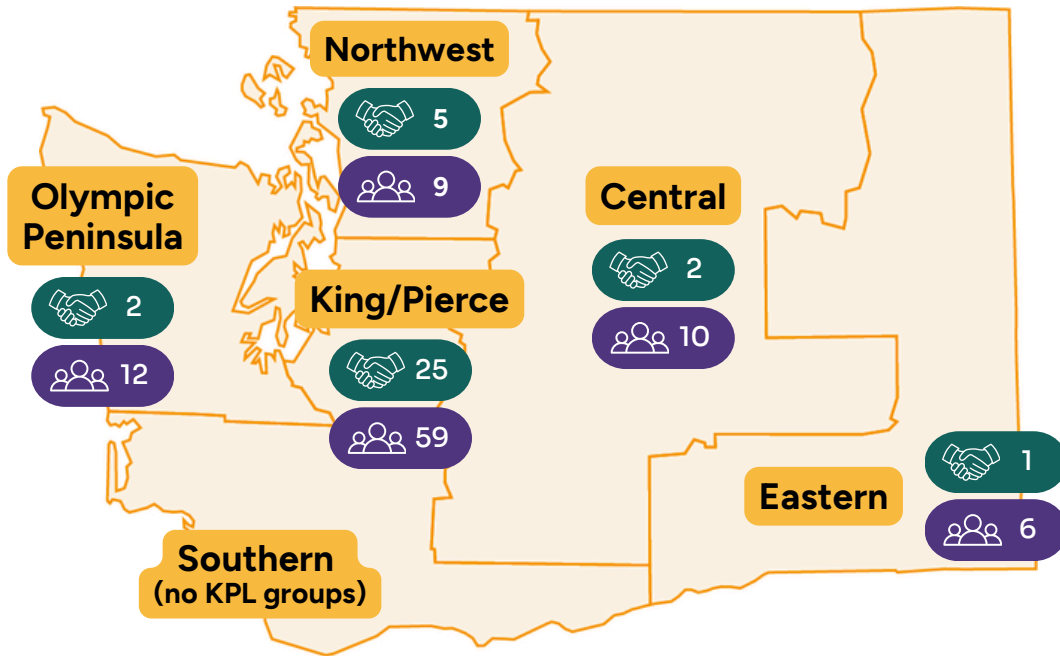 Northwest
5
9
Olympic
Peninsula
2
12
King/Pierce
25
59
Central
2
10
Eastern
1
6
Southern
(no KPL groups)